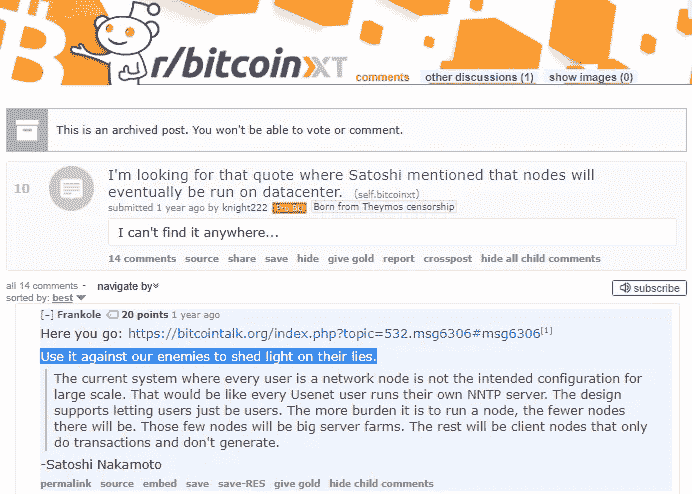 r/bitcoinXT
comments other discussions (1) show images (0)
This is an archived post. You won't be able to vote or comment.
10
I'm looking for that quote where Satoshi mentioned that nodes will
eventually be run on datacenter. (self.bitcoinxt)
submitted 1 year ago by knight222 Born from Theymos censorship
I can't find it anywhere...
14 comments source share save hide give gold report crosspost hide all child comments
all 14 comments - navigate by
sorted by: best
subscribe
[-] Frankole 20 points 1 year ago
Here you go: https://bitcointalk.org/index.php?topic=532.msg6306#msg6306[1]
Use it against our enemies to shed light on their lies.
The current system where every user is a network node is not the intended configuration for
large scale. That would be like every Usenet user runs their own NNTP server. The design
supports letting users just be users. The more burden it is to run a node, the fewer nodes
there will be. Those few nodes will be big server farms. The rest will be client nodes that only
do transactions and don't generate.
-Satoshi Nakamoto
permalink source embed save save-RES give gold hide child comments